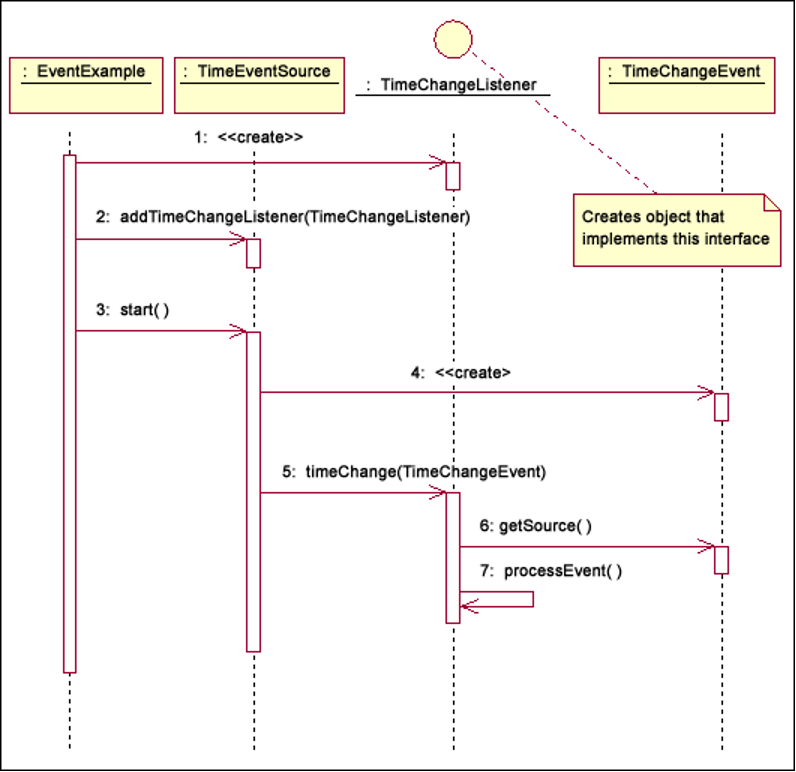 : EventExample
: TimeEventSource
: TimeChangeListener
: TimeChangeEvent
1: <<create>>
2: addTimeChangeListener(TimeChangeListener)
Creates object that
implements this interface
3: start( )
4: <<create>
5: timeChange(TimeChangeEvent)
6: getSource( )
7: processEvent( )